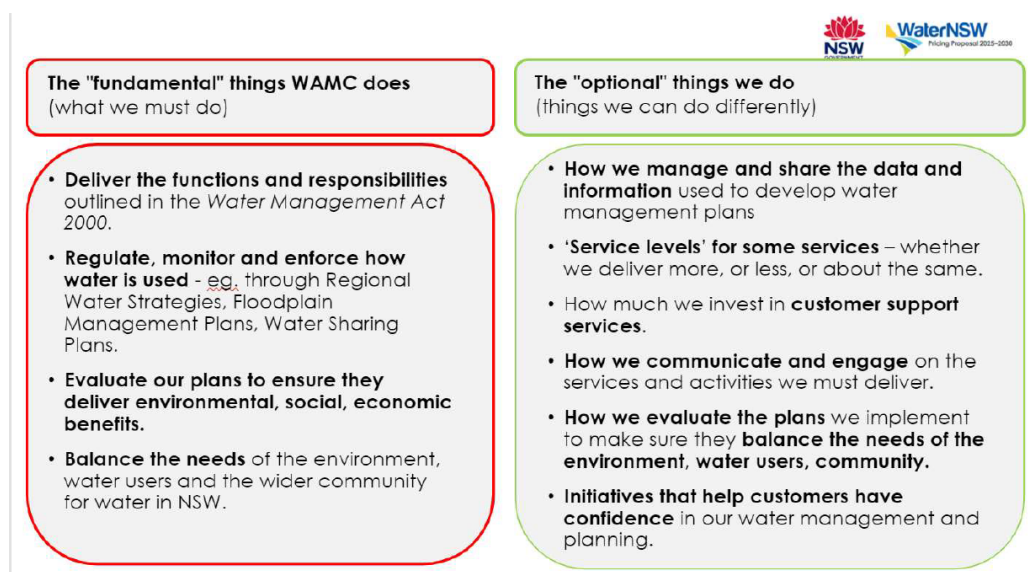 NSW
GOVERNMENT
WaterNSW
Pricing Proposal 2025-2030
The "fundamental" things WAMC does
(what we must do)
• Deliver the functions and responsibilities
outlined in the Water Management Act
2000.
• Regulate, monitor and enforce how
water is used - eg. through Regional
Water Strategies, Floodplain
Management Plans, Water Sharing
Plans.
• Evaluate our plans to ensure they
deliver environmental, social, economic
benefits.
• Balance the needs of the environment,
water users and the wider community
for water in NSW.
The "optional" things we do
(things we can do differently)
• How we manage and share the data and
information used to develop water
management plans
• ‘Service levels’ for some services – whether
we deliver more, or less, or about the same.
• How much we invest in customer support
services.
• How we communicate and engage on the
services and activities we must deliver.
• How we evaluate the plans we implement
to make sure they balance the needs of the
environment, water users, community.
• Initiatives that help customers have
confidence in our water management and
planning.